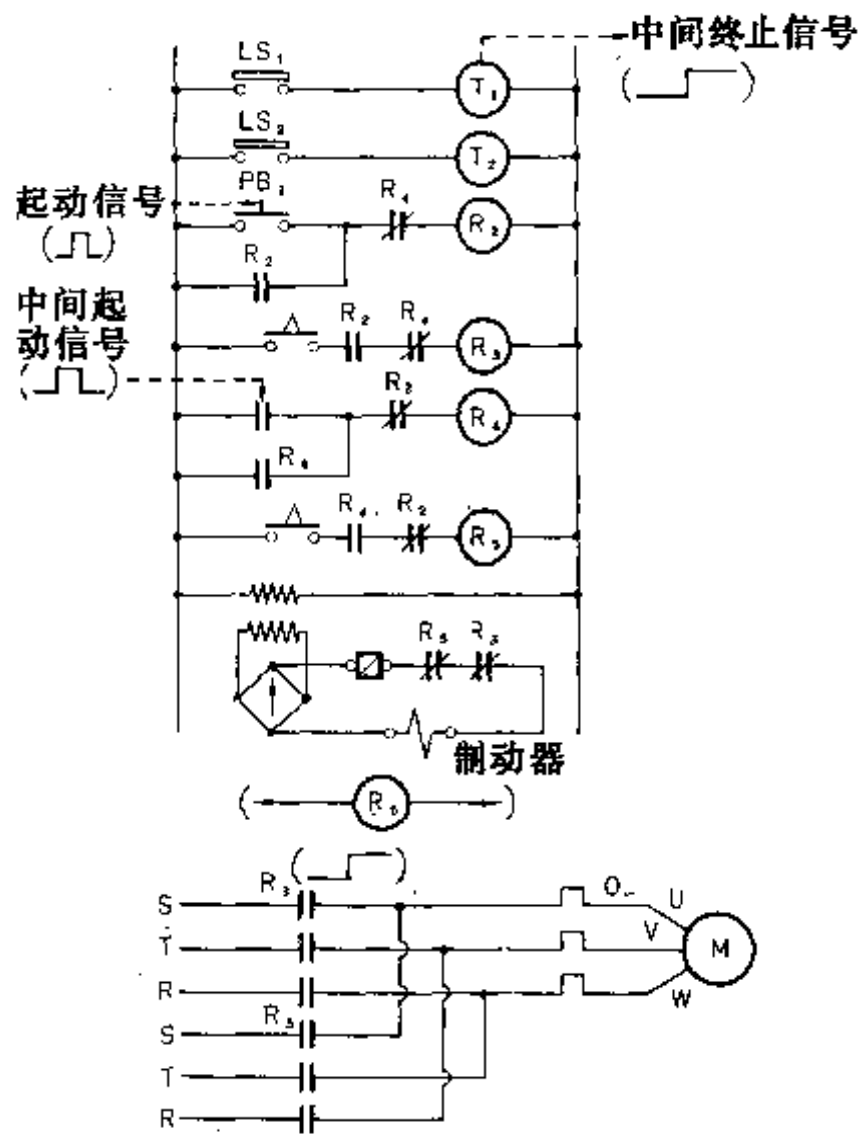 LS₁
T₁
中间终止信号
LS₂
T₂
起动信号
PB₁
R₄
R₂
R₂
中间起
动信号
R₂
R₄
R₃
R₂
R₄
R₄
R₄
R₂
R₅
R₅
R₃
制动器
R₆
R₃
S
U
T
V
M
R
W
R₅
S
T
R